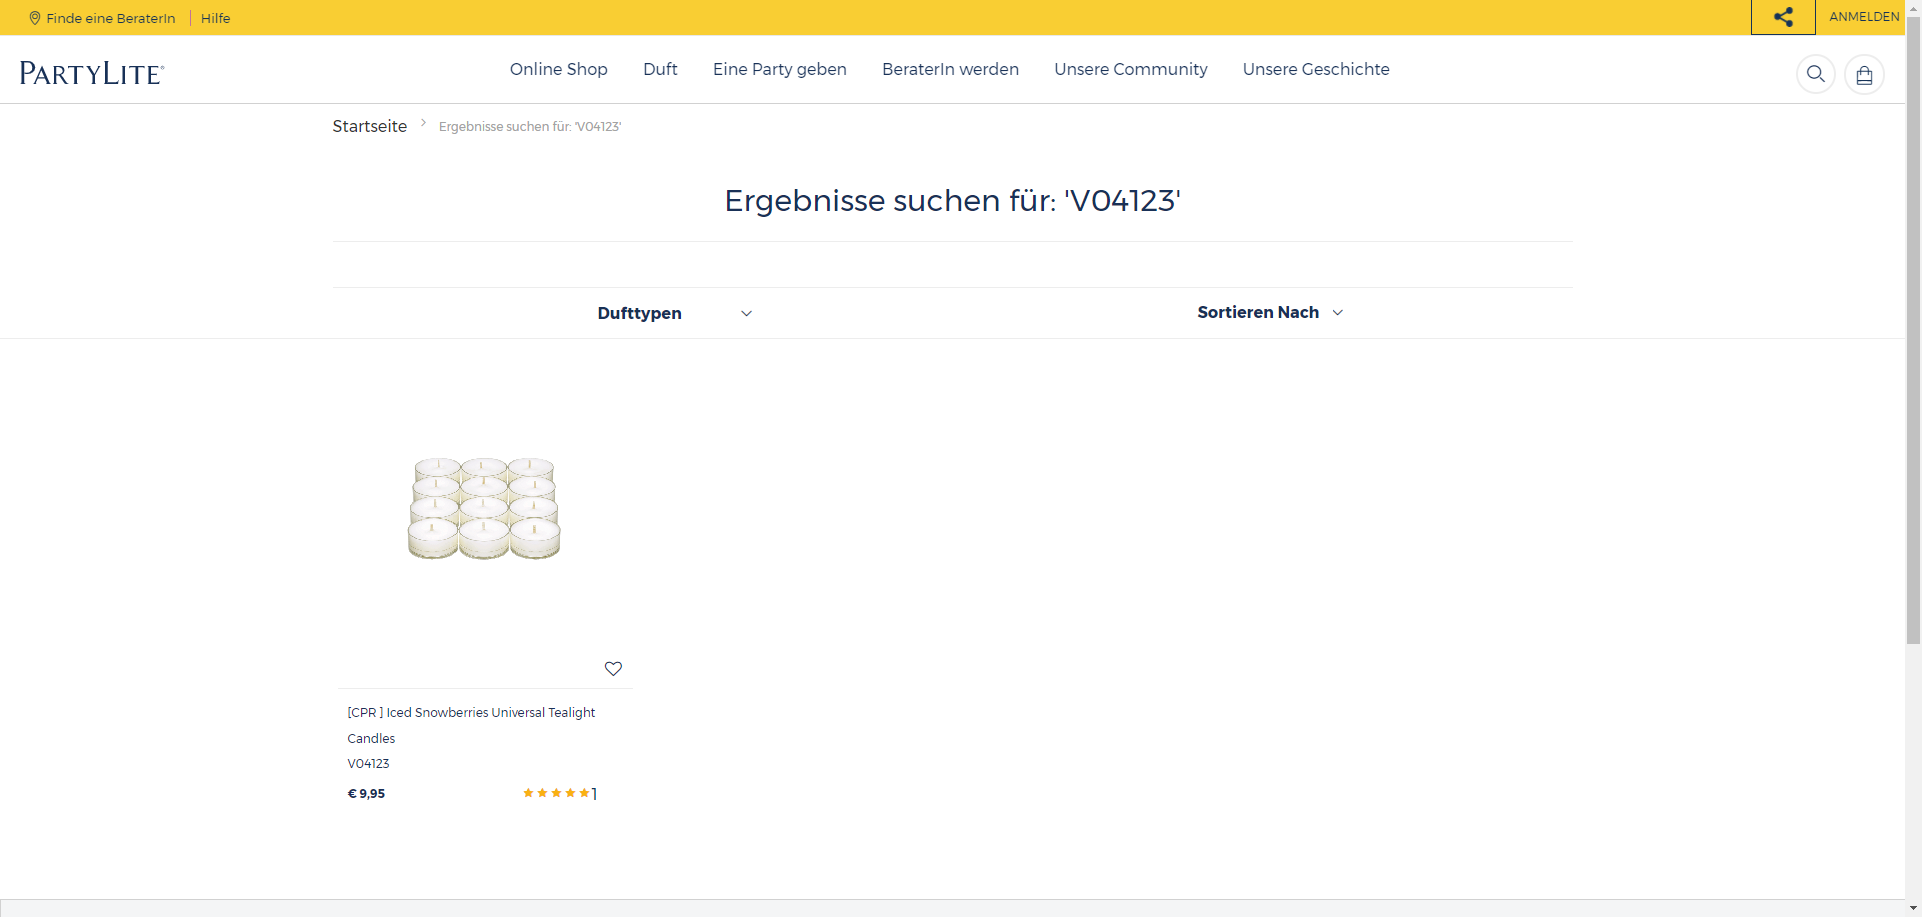 Finde eine BeraterIn Hilfe ANMELDEN
PARTYLITE® Online Shop Duft Eine Party geben BeraterIn werden Unsere Community Unsere Geschichte
Startseite > Ergebnisse suchen für: 'V04123'
Ergebnisse suchen für: 'V04123'
Dufttypen Sortieren Nach
[CPR ] Iced Snowberries Universal Tealight
Candles
V04123
€ 9,95 1